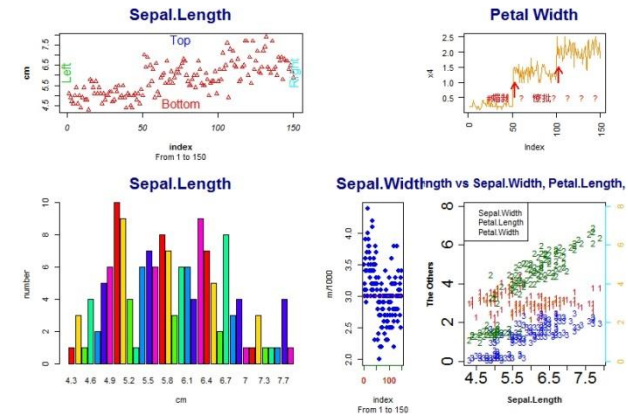 Sepal.Length
Top
Left
Right
Bottom
cm
4.5 5.5 6.5 7.5
0 50 100 150
index
From 1 to 150
Petal Width
x4
0.5 1.0 1.5 2.0 2.5
? ? ? ? ? ?
0 50 100 150
Index
Sepal.Length
number
0 2 4 6 8 10
4.3 4.6 4.9 5.2 5.5 5.8 6.1 6.4 6.7 7 7.3 7.7
cm
Sepal.Width
m/1000
2.0 2.5 3.0 3.5 4.0
0 100
index
From 1 to 150
ngth vs Sepal.Width, Petal.Length,
Sepal.Width
Petal.Length
Petal.Width
The Others
0 2 4 6 8
0 2 4 6 8
4.5 5.5 6.5 7.5
Sepal.Length